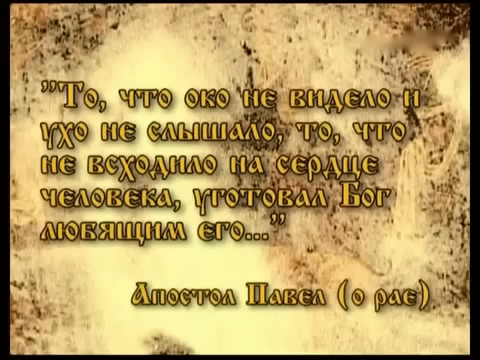 "То, что око не видело и
ухо не слышало, то, что
не всходило на сердце
человека, уготовал Бог
любящим его..."
Апостол Павел (о рае)